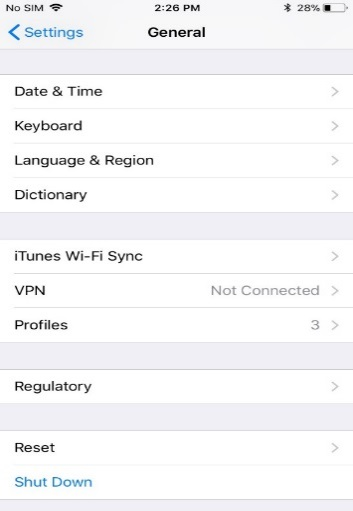 No SIM 2:26 PM 28%
Settings General
Date & Time
Keyboard
Language & Region
Dictionary
iTunes Wi-Fi Sync
VPN Not Connected
Profiles 3
Regulatory
Reset
Shut Down